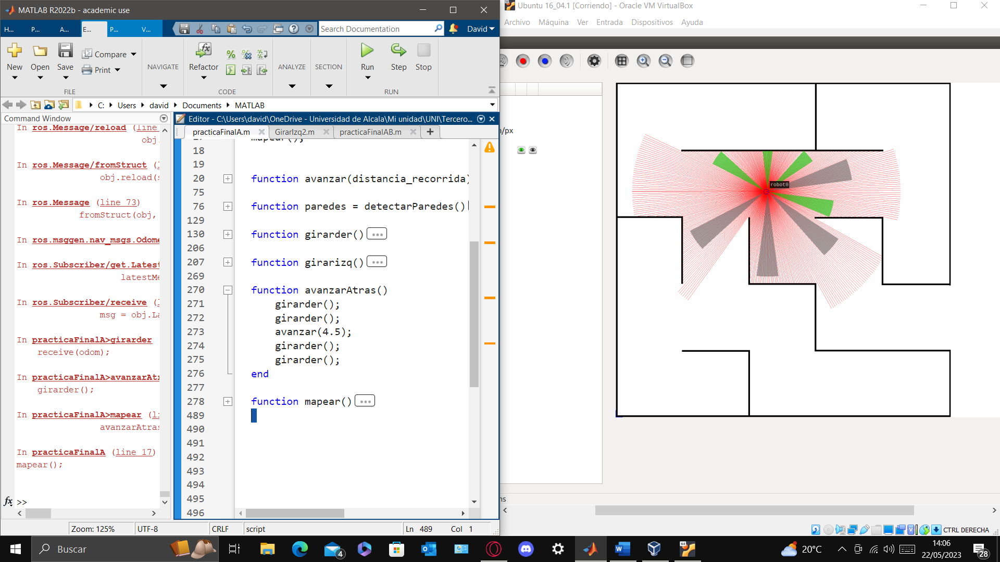 MATLAB R2022b - academic use
H...
P...
A...
E...
P...
V...
Search Documentation
David
New
Open
Save
Compare
Print
NAVIGATE
Refactor
ANALYZE
SECTION
Run
Step
Stop
FILE
CODE
RUN
C:
Users
david
Documents
MATLAB
Command Window
In ros.Message/reload (line
obj.
In ros.Message/fromStruct (
obj.reload(
In ros.Message (line 73)
fromStruct(obj,
In ros.msggen.nav_msgs.Odome
In ros.Subscriber/get.Latest
latestMe
In ros.Subscriber/receive (
msg = obj.La
In practicaFinalA>girarder
receive(odom);
In practicaFinalA>avanzarAtr
girarder();
In practicaFinalA>mapear (li
avanzarAtras
In practicaFinalA (line 17)
mapear();
fx >>
Editor - C:\Users\david\OneDrive - Universidad de Alcala\Mi unidad\UNI\Tercero...
practicaFinalA.m
GirarIzq2.m
practicaFinalAB.m
17 mapear();
18
19
20 function avanzar(distancia_recorrida)
75
76 function paredes = detectarParedes()
129
130 function girarder() ...
206
207 function girarizq() ...
269
270 function avanzarAtras()
271 girarder();
272 girarder();
273 avanzar(4.5);
274 girarder();
275 girarder();
276 end
277
278 function mapear() ...
489
490
491
492
493
494
495
496
Zoom: 125%
UTF-8
CRLF
script
Ln 489
Col 1
Ubuntu 16_04.1 [Corriendo] - Oracle VM VirtualBox
Archivo
Máquina
Ver
Entrada
Dispositivos
Ayuda
/px
robot0
ns
CTRL DERECHA
Buscar
4
20°C
14:06
22/05/2023
28